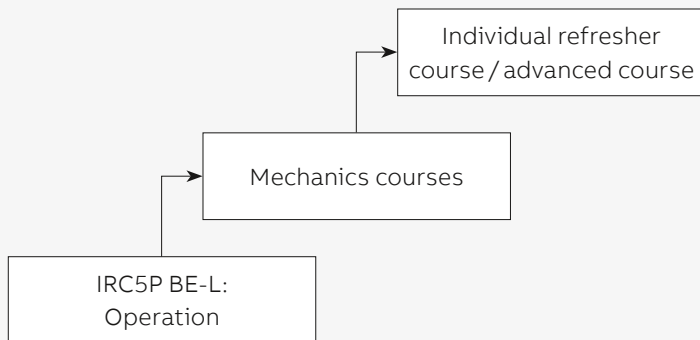 Individual refresher
course / advanced course
Mechanics courses
IRC5P BE-L:
Operation